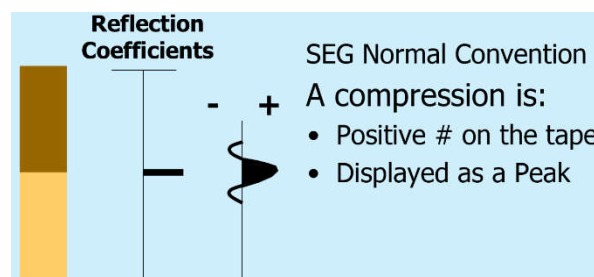 Reflection
Coefficients
SEG Normal Convention
- +
A compression is:
• Positive # on the tape
• Displayed as a Peak